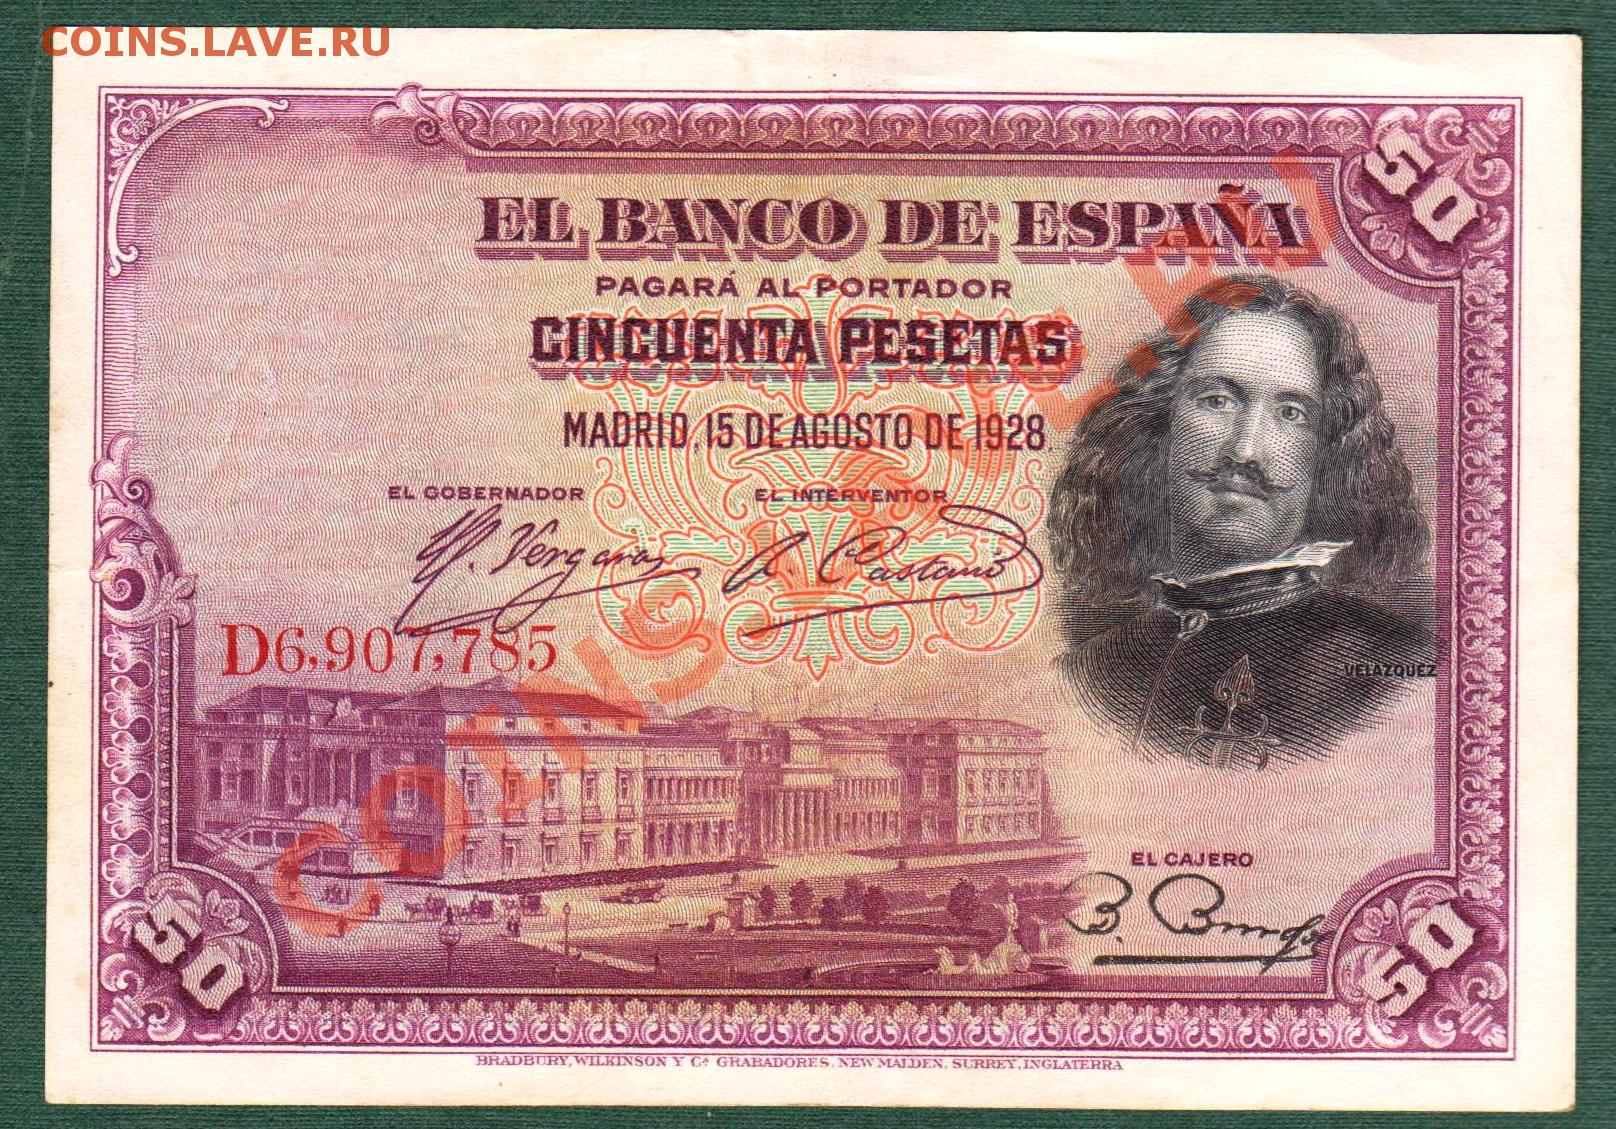 COINS.LAVE.RU
50
EL BANCO DE ESPAÑA
PAGARÁ AL PORTADOR
CINCUENTA PESETAS
MADRID, 15 DE AGOSTO DE 1928.
EL GOBERNADOR EL INTERVENTOR
Vergara
D6,907,785
VELAZQUEZ
EL CAJERO
50 50
BRADBURY, WILKINSON Y Cª GRABADORES, NEW MALDEN, SURREY, INGLATERRA